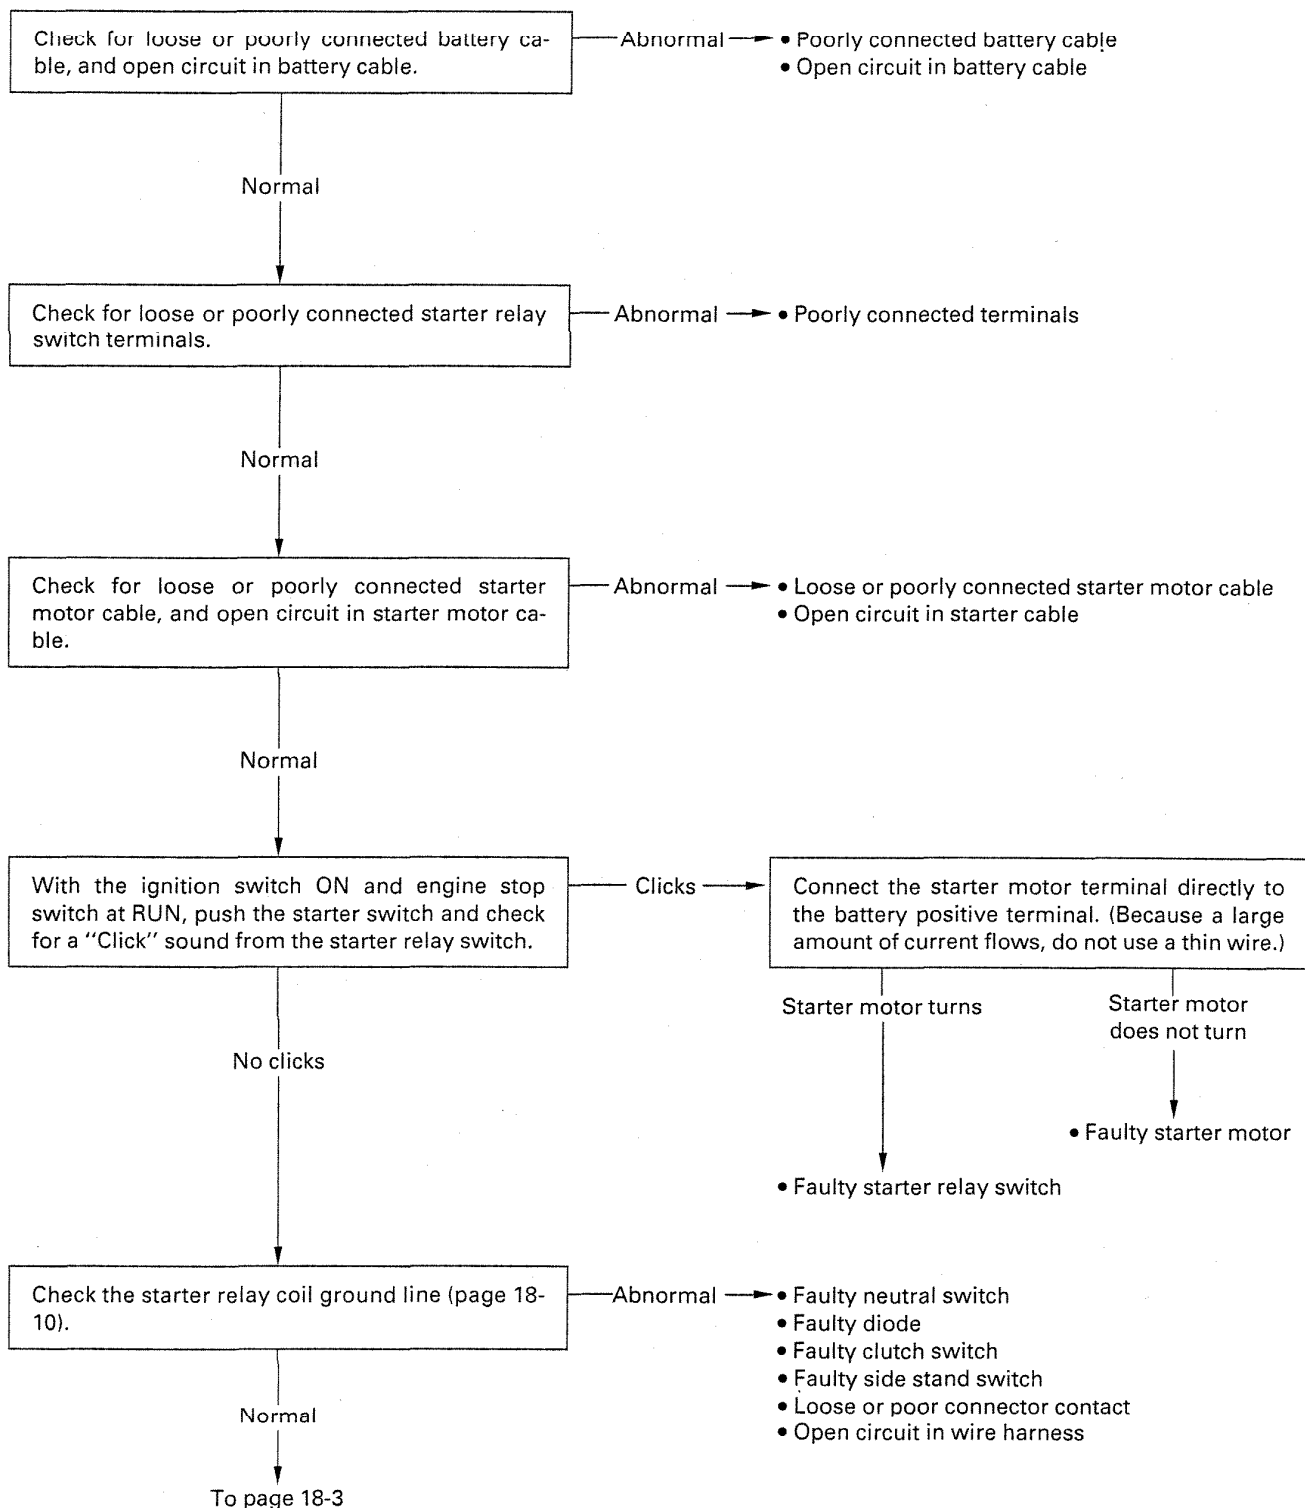 Check for loose or poorly connected battery ca-
ble, and open circuit in battery cable.
Abnormal
• Poorly connected battery cable
• Open circuit in battery cable
Normal
Check for loose or poorly connected starter relay
switch terminals.
Abnormal
• Poorly connected terminals
Normal
Check for loose or poorly connected starter
motor cable, and open circuit in starter motor ca-
ble.
Abnormal
• Loose or poorly connected starter motor cable
• Open circuit in starter cable
Normal
With the ignition switch ON and engine stop
switch at RUN, push the starter switch and check
for a "Click" sound from the starter relay switch.
Clicks
Connect the starter motor terminal directly to
the battery positive terminal. (Because a large
amount of current flows, do not use a thin wire.)
Starter motor turns
Starter motor
does not turn
No clicks
• Faulty starter motor
• Faulty starter relay switch
Check the starter relay coil ground line (page 18-
10).
Abnormal
• Faulty neutral switch
• Faulty diode
• Faulty clutch switch
• Faulty side stand switch
• Loose or poor connector contact
• Open circuit in wire harness
Normal
To page 18-3